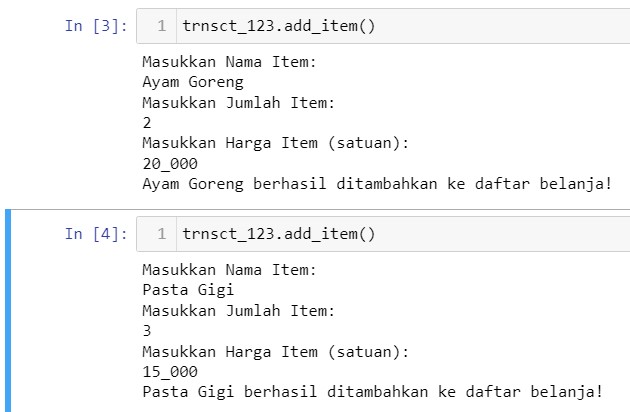 In [3]: 1 trnsct_123.add_item()
Masukkan Nama Item:
Ayam Goreng
Masukkan Jumlah Item:
2
Masukkan Harga Item (satuan):
20_000
Ayam Goreng berhasil ditambahkan ke daftar belanja!
In [4]: 1 trnsct_123.add_item()
Masukkan Nama Item:
Pasta Gigi
Masukkan Jumlah Item:
3
Masukkan Harga Item (satuan):
15_000
Pasta Gigi berhasil ditambahkan ke daftar belanja!